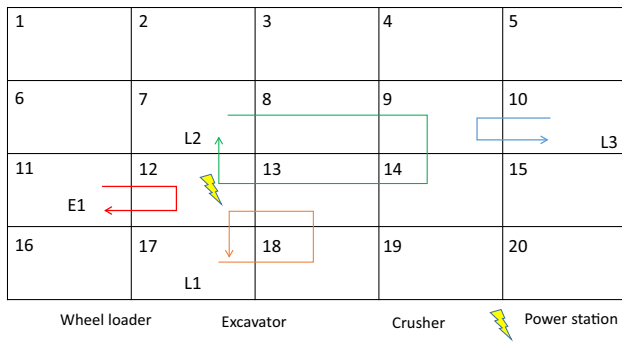 1 2 3 4 5
6 7 8 9 10
L2 L3
11 12 13 14 15
E1
16 17 18 19 20
L1
Wheel loader Excavator Crusher Power station